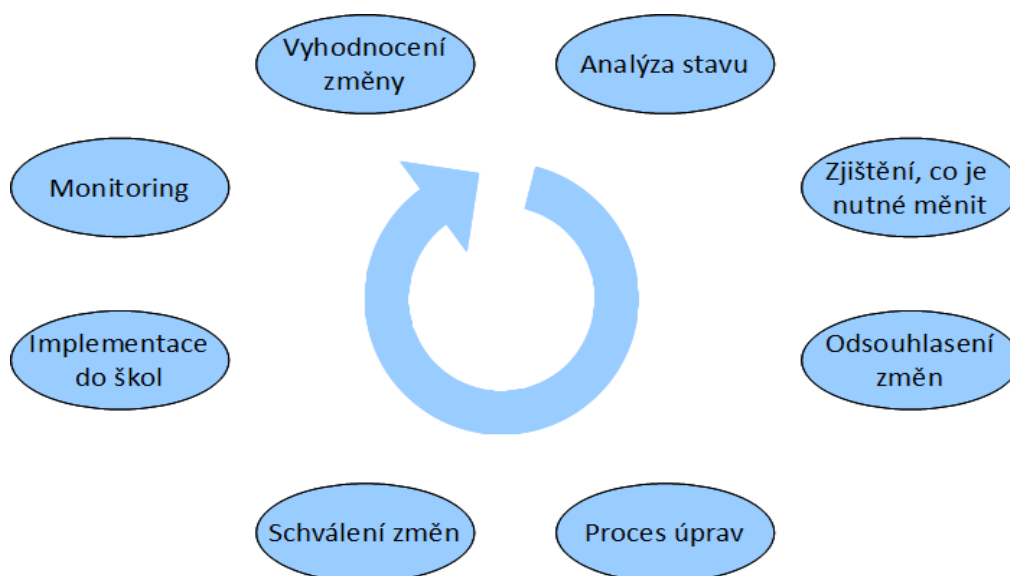 Vyhodnocení
změny
Analýza stavu
Zjištění, co je
nutné měnit
Odsouhlasení
změn
Proces úprav
Schválení změn
Implementace
do škol
Monitoring